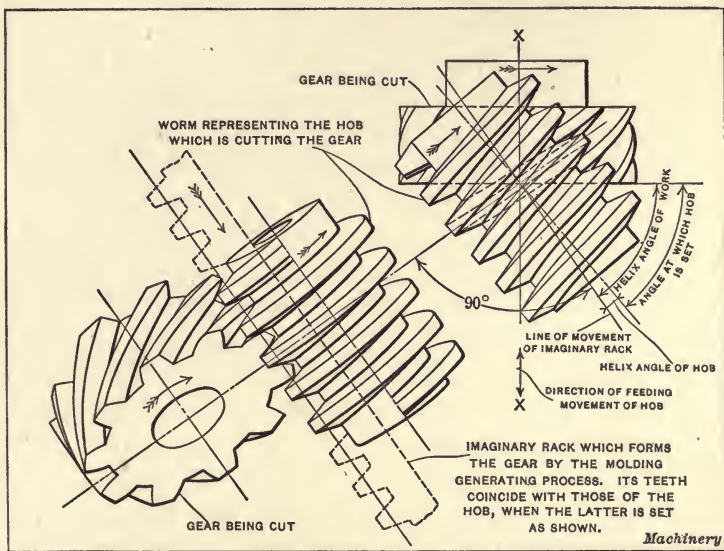 X
GEAR BEING CUT
WORM REPRESENTING THE HOB
WHICH IS CUTTING THE GEAR
HELIX ANGLE OF WORK
ANGLE AT WHICH HOB
IS SET
90°
LINE OF MOVEMENT
OF IMAGINARY RACK
HELIX ANGLE OF HOB
DIRECTION OF FEEDING
MOVEMENT OF HOB
X
IMAGINARY RACK WHICH FORMS
THE GEAR BY THE MOLDING
GENERATING PROCESS. ITS TEETH
COINCIDE WITH THOSE OF THE
HOB, WHEN THE LATTER IS SET
AS SHOWN.
GEAR BEING CUT
Machinery